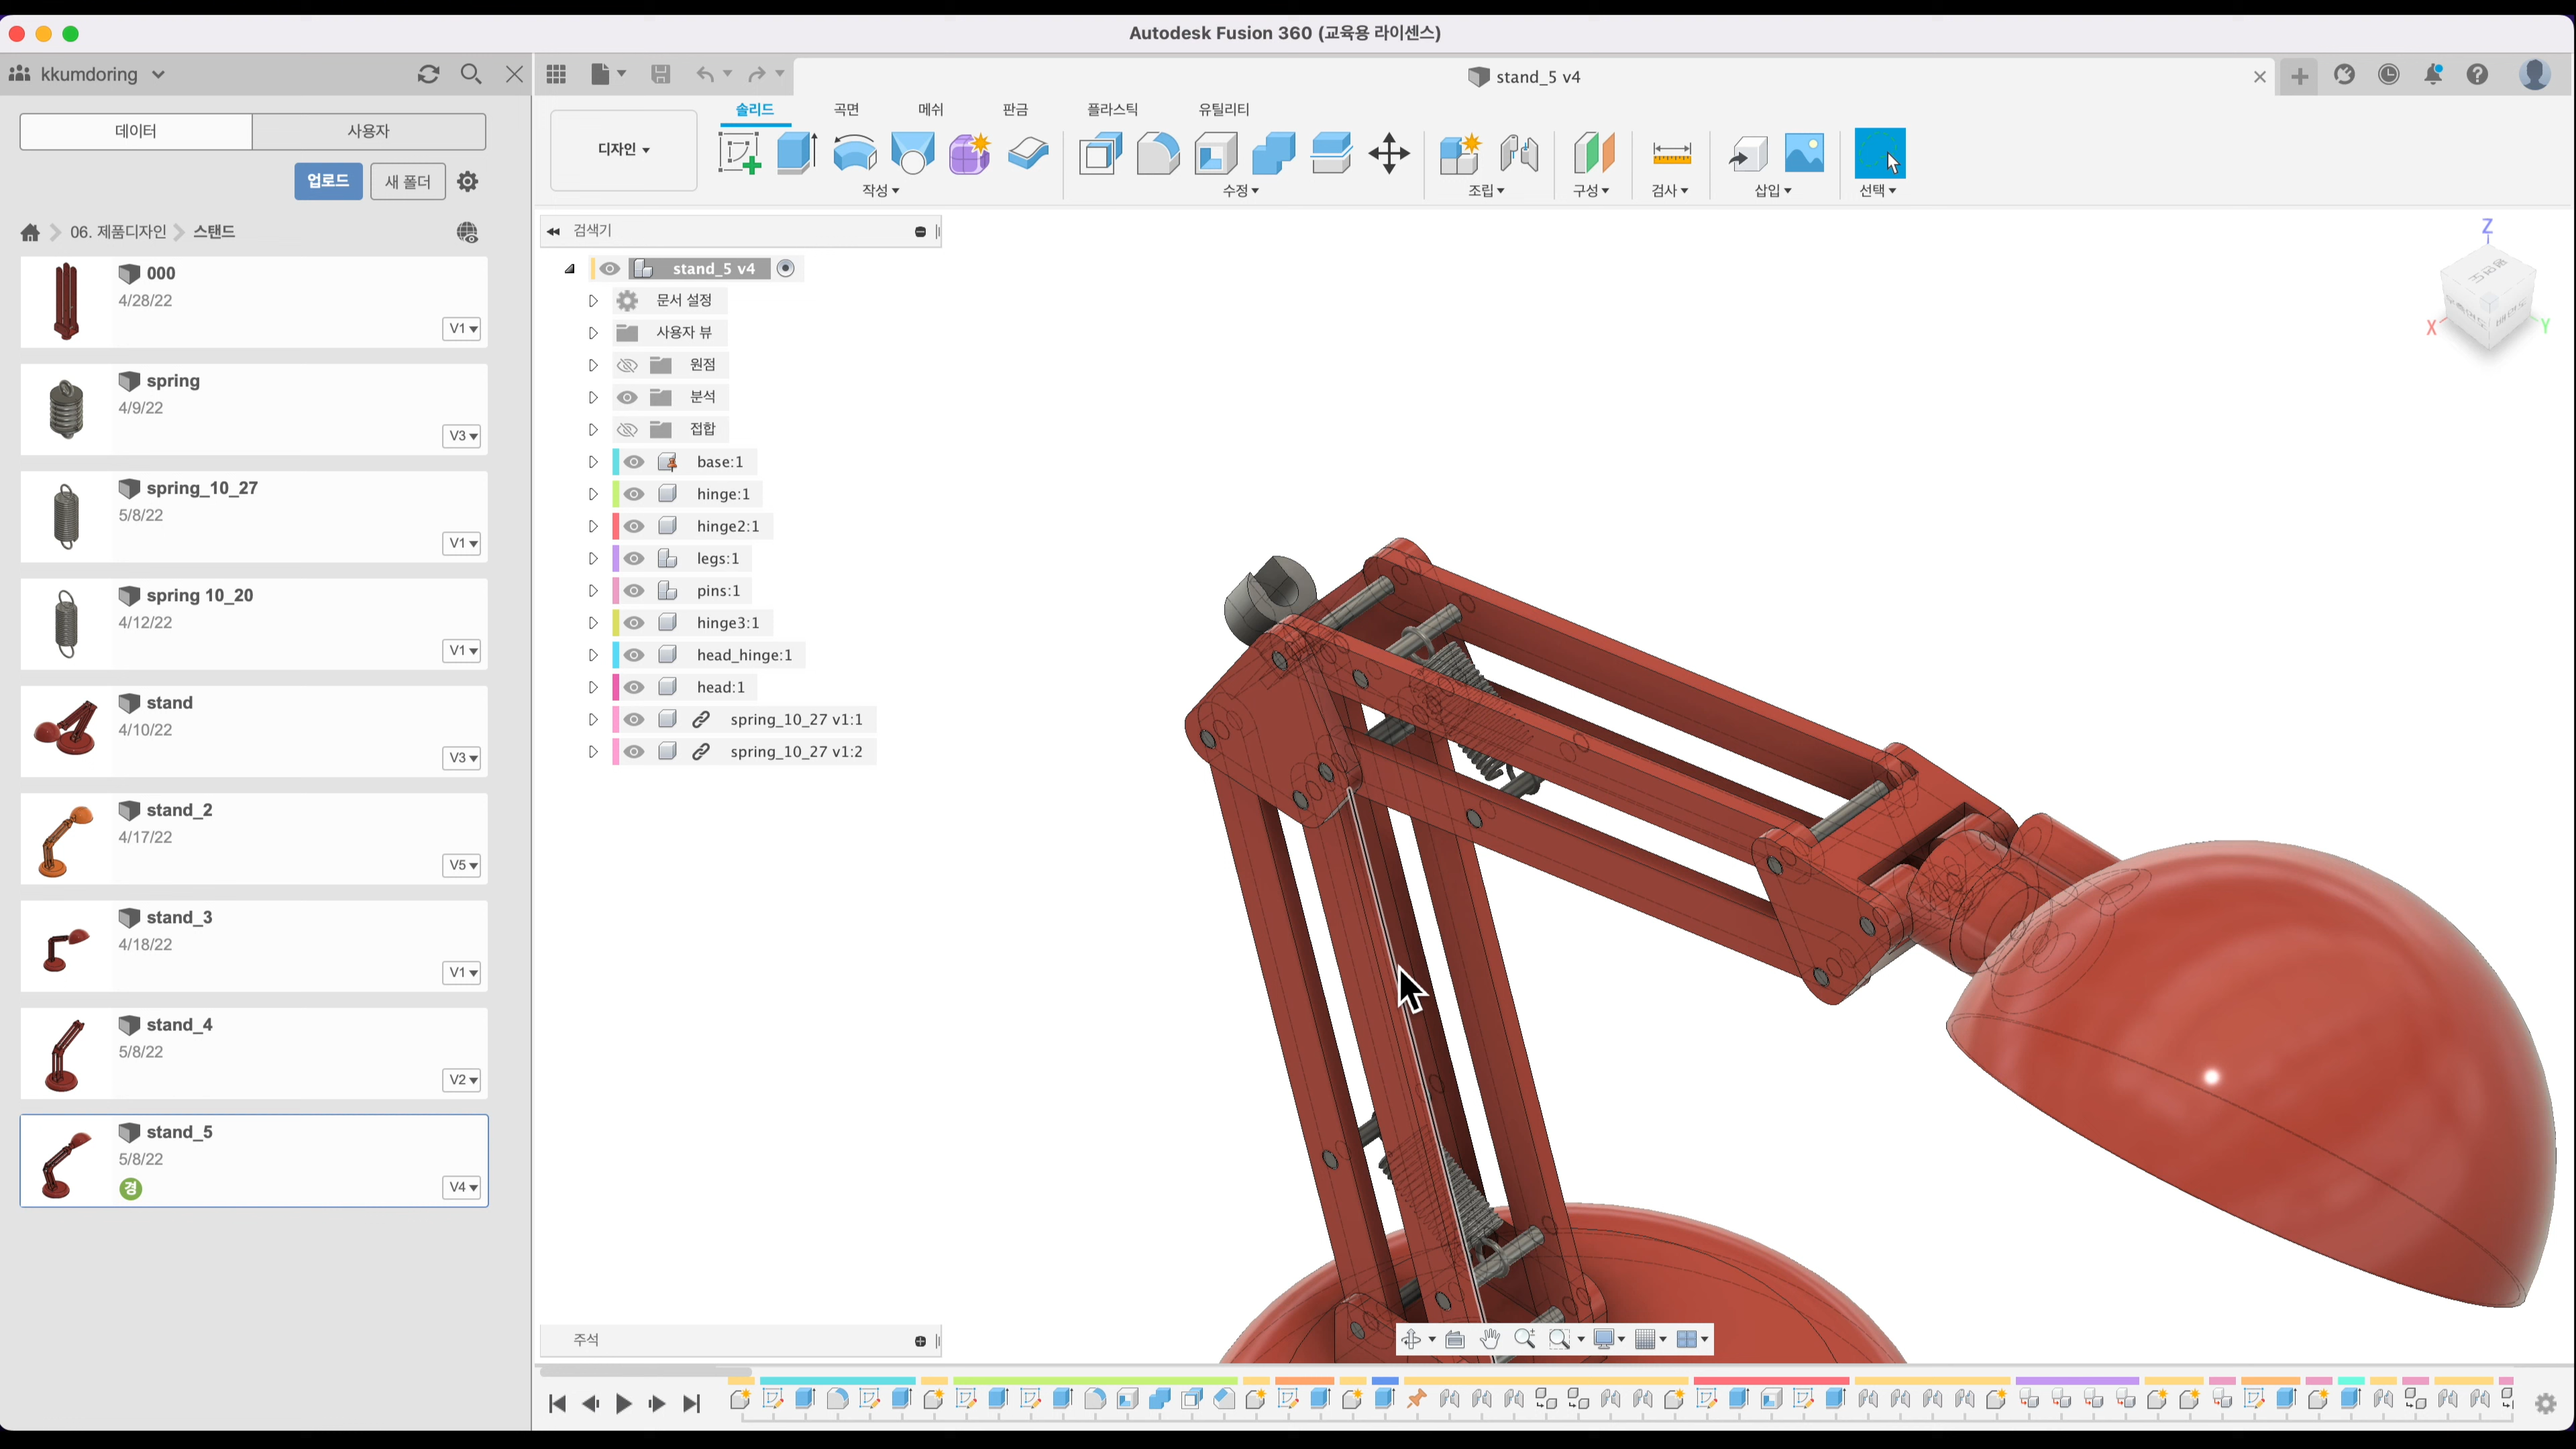 Autodesk Fusion 360 (교육용 라이센스)
kkumdoring
stand_5 v4
데이터
사용자
업로드
새 폴더
06. 제품디자인
스탠드
000
4/28/22
V1
spring
4/9/22
V3
spring_10_27
5/8/22
V1
spring 10_20
4/12/22
V1
stand
4/10/22
V3
stand_2
4/17/22
V5
stand_3
4/18/22
V1
stand_4
5/8/22
V2
stand_5
5/8/22
경
V4
디자인
솔리드
곡면
메쉬
판금
플라스틱
유틸리티
작성
수정
조립
구성
검사
삽입
선택
검색기
stand_5 v4
문서 설정
사용자 뷰
원점
분석
접합
base:1
hinge:1
hinge2:1
legs:1
pins:1
hinge3:1
head_hinge:1
head:1
spring_10_27 v1:1
spring_10_27 v1:2
Z
X
Y
주석